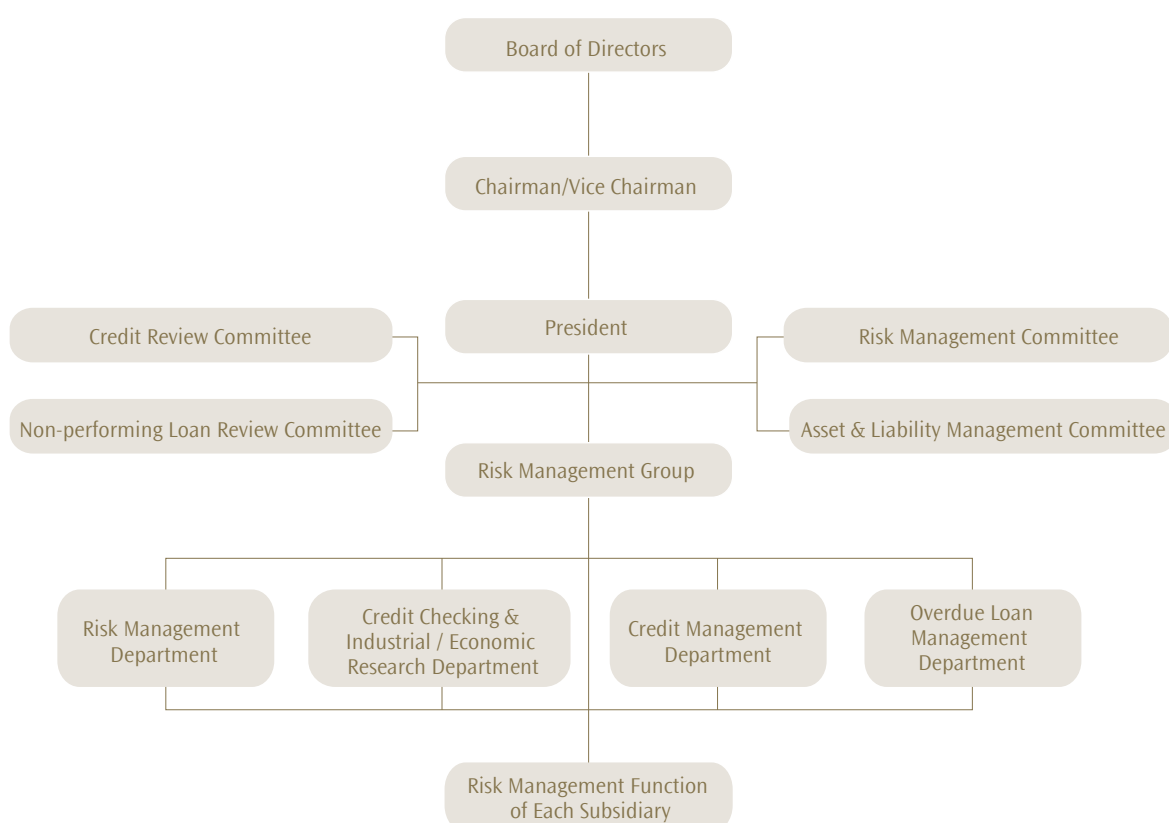 Board of Directors
Chairman/Vice Chairman
President
Credit Review Committee
Risk Management Committee
Non-performing Loan Review Committee
Asset & Liability Management Committee
Risk Management Group
Risk Management
Department
Credit Checking &
Industrial / Economic
Research Department
Credit Management
Department
Overdue Loan
Management
Department
Risk Management Function
of Each Subsidiary